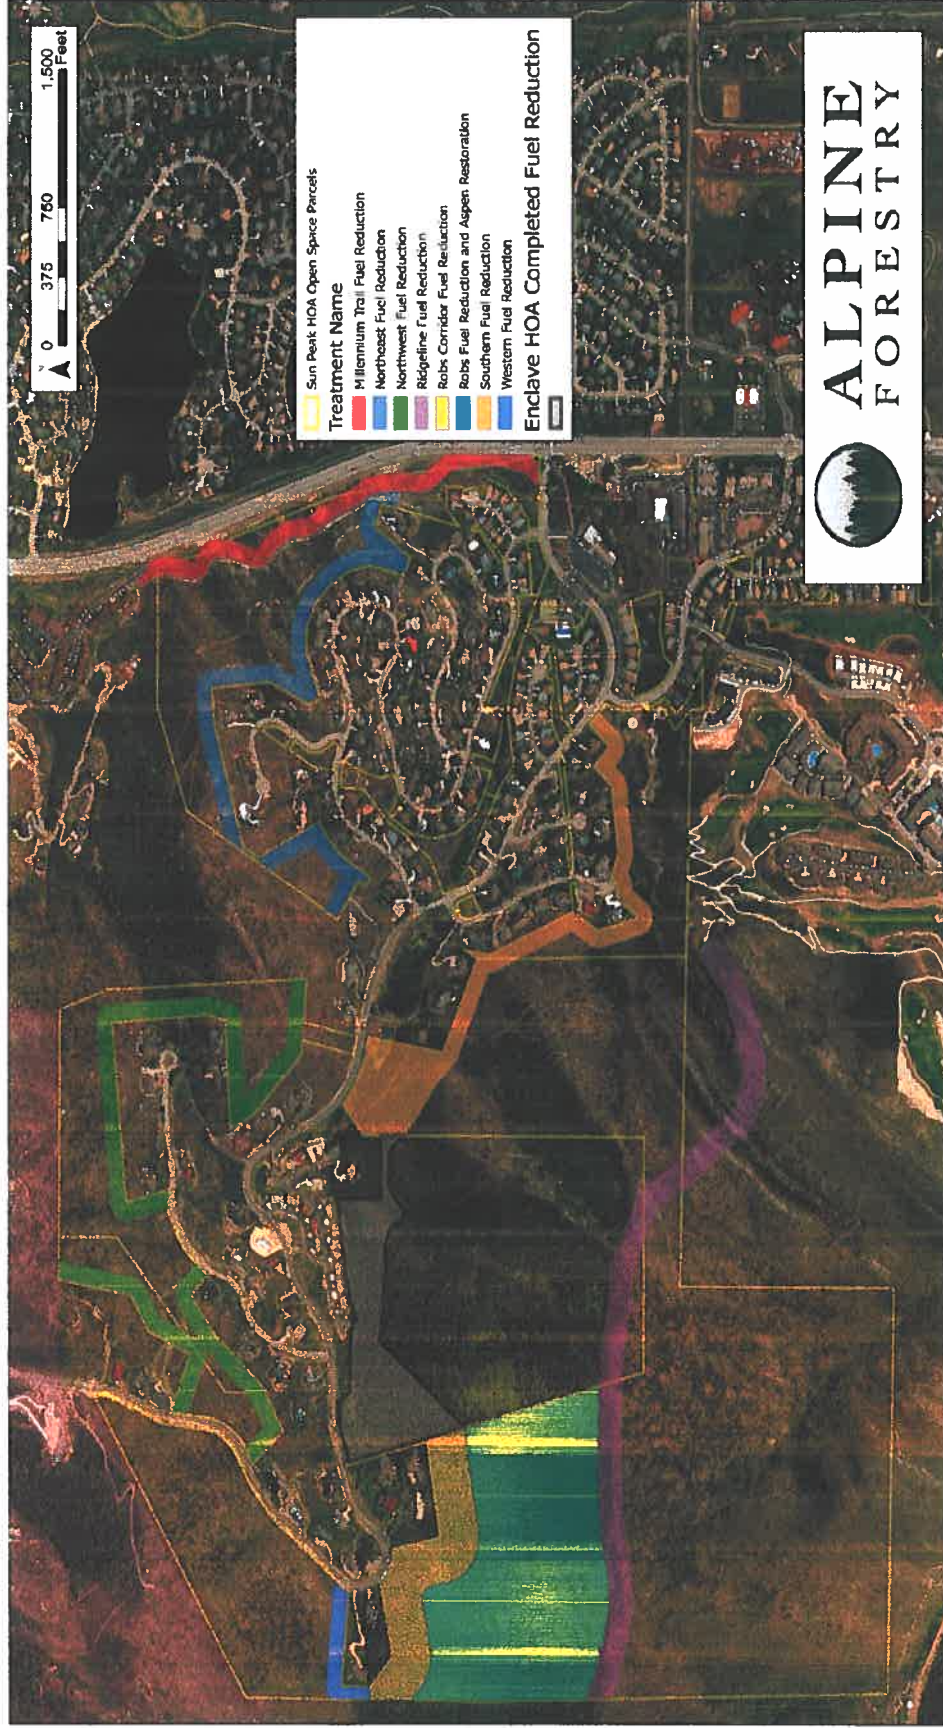 N
0 375 750 1,500
Feet
Sun Peak HOA Open Space Parcels
Treatment Name
Millennium Trail Fuel Reduction
Northeast Fuel Reduction
Northwest Fuel Reduction
Ridgeline Fuel Reduction
Robs Corridor Fuel Reduction
Robs Fuel Reduction and Aspen Restoration
Southern Fuel Reduction
Western Fuel Reduction
Enclave HOA Completed Fuel Reduction
ALPINE
FORESTRY